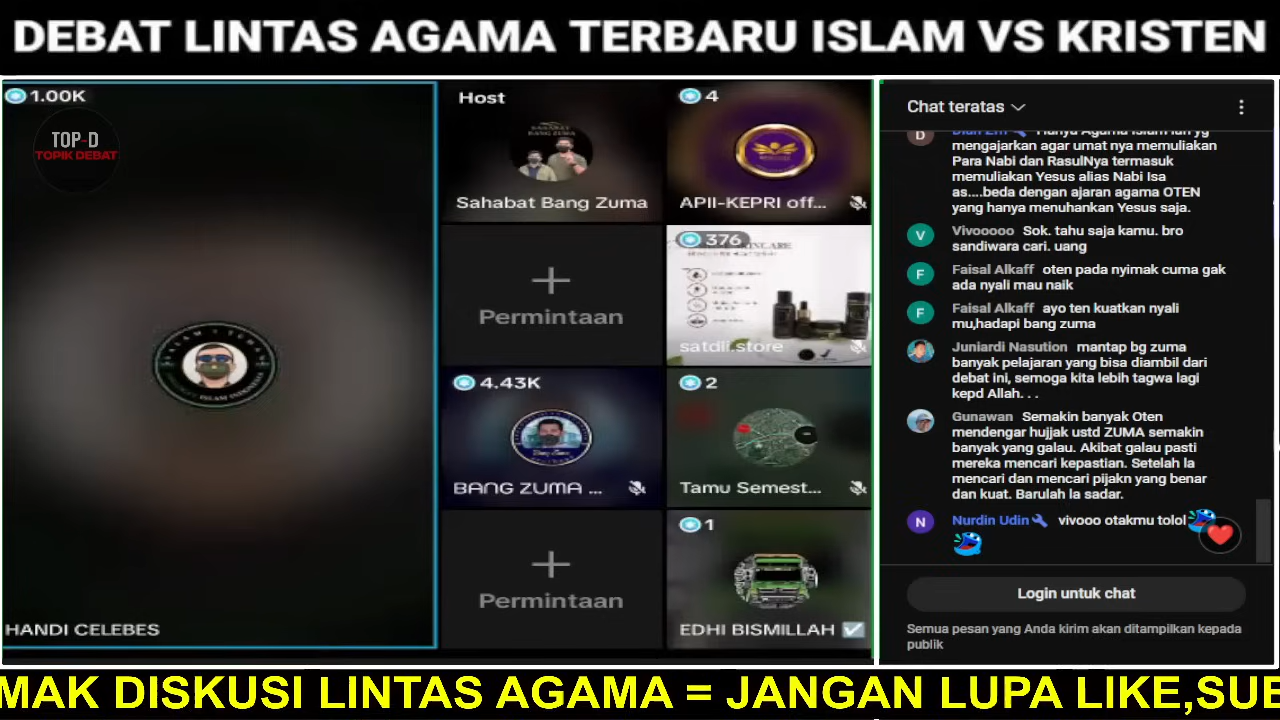 DEBAT LINTAS AGAMA TERBARU ISLAM VS KRISTEN
1.00K
TOP-D
TOPIK DEBAT
HANDI CELEBES
Host
Sahabat Bang Zuma
4
APII-KEPRI off...
Permintaan
376
satdli.store
4.43K
BANG ZUMA ...
2
Tamu Semest...
Permintaan
1
EDHI BISMILLAH
Chat teratas
D
mengajarkan agar umat nya memuliakan
Para Nabi dan RasulNya termasuk
memuliakan Yesus alias Nabi Isa
as....beda dengan ajaran agama OTEN
yang hanya menuhankan Yesus saja.
V
Vivooooo Sok. tahu saja kamu. bro
sandiwara cari. uang
F
Faisal Alkaff oten pada nyimak cuma gak
ada nyali mau naik
F
Faisal Alkaff ayo ten kuatkan nyali
mu,hadapi bang zuma
Juniardi Nasution mantap bg zuma
banyak pelajaran yang bisa diambil dari
debat ini, semoga kita lebih taqwa lagi
kepd Allah. . .
Gunawan Semakin banyak Oten
mendengar hujjak ustd ZUMA semakin
banyak yang galau. Akibat galau pasti
mereka mencari kepastian. Setelah Ia
mencari dan mencari pijakn yang benar
dan kuat. Barulah Ia sadar.
N
Nurdin Udin vivooo otakmu tolol
Login untuk chat
Semua pesan yang Anda kirim akan ditampilkan kepada
publik
MAK DISKUSI LINTAS AGAMA = JANGAN LUPA LIKE,SUB